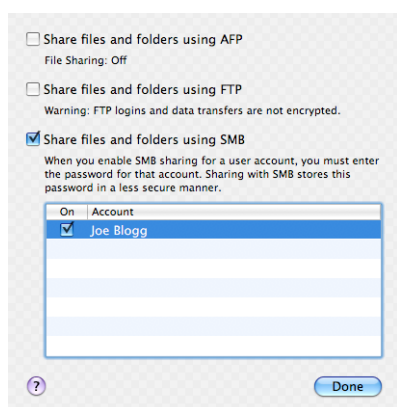 Share files and folders using AFP
File Sharing: Off
Share files and folders using FTP
Warning: FTP logins and data transfers are not encrypted.
Share files and folders using SMB
When you enable SMB sharing for a user account, you must enter
the password for that account. Sharing with SMB stores this
password in a less secure manner.
On Account
Joe Blogg
? Done